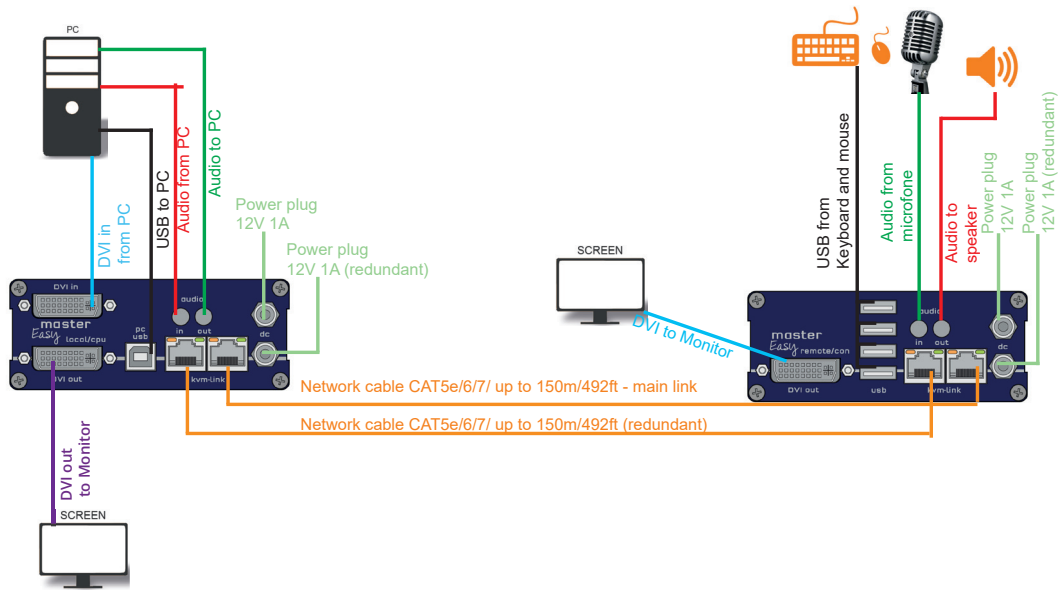 PC
DVI in
from PC
USB to PC
Audio from PC
Audio to PC
Power plug
12V 1A
Power plug
12V 1A (redundant)
DVI in
audio
master
Easy local/cpu
pc
usb
in
out
dc
DVI out
kvm-link
DVI out
to Monitor
SCREEN
Network cable CAT5e/6/7/ up to 150m/492ft - main link
Network cable CAT5e/6/7/ up to 150m/492ft (redundant)
SCREEN
DVI to Monitor
USB from
Keyboard and mouse
Audio from
microfone
Audio to
speaker
Power plug
12V 1A
Power plug
12V 1A (redundant)
audio
master
Easy remote/con
in
out
dc
DVI out
usb
kvm-link